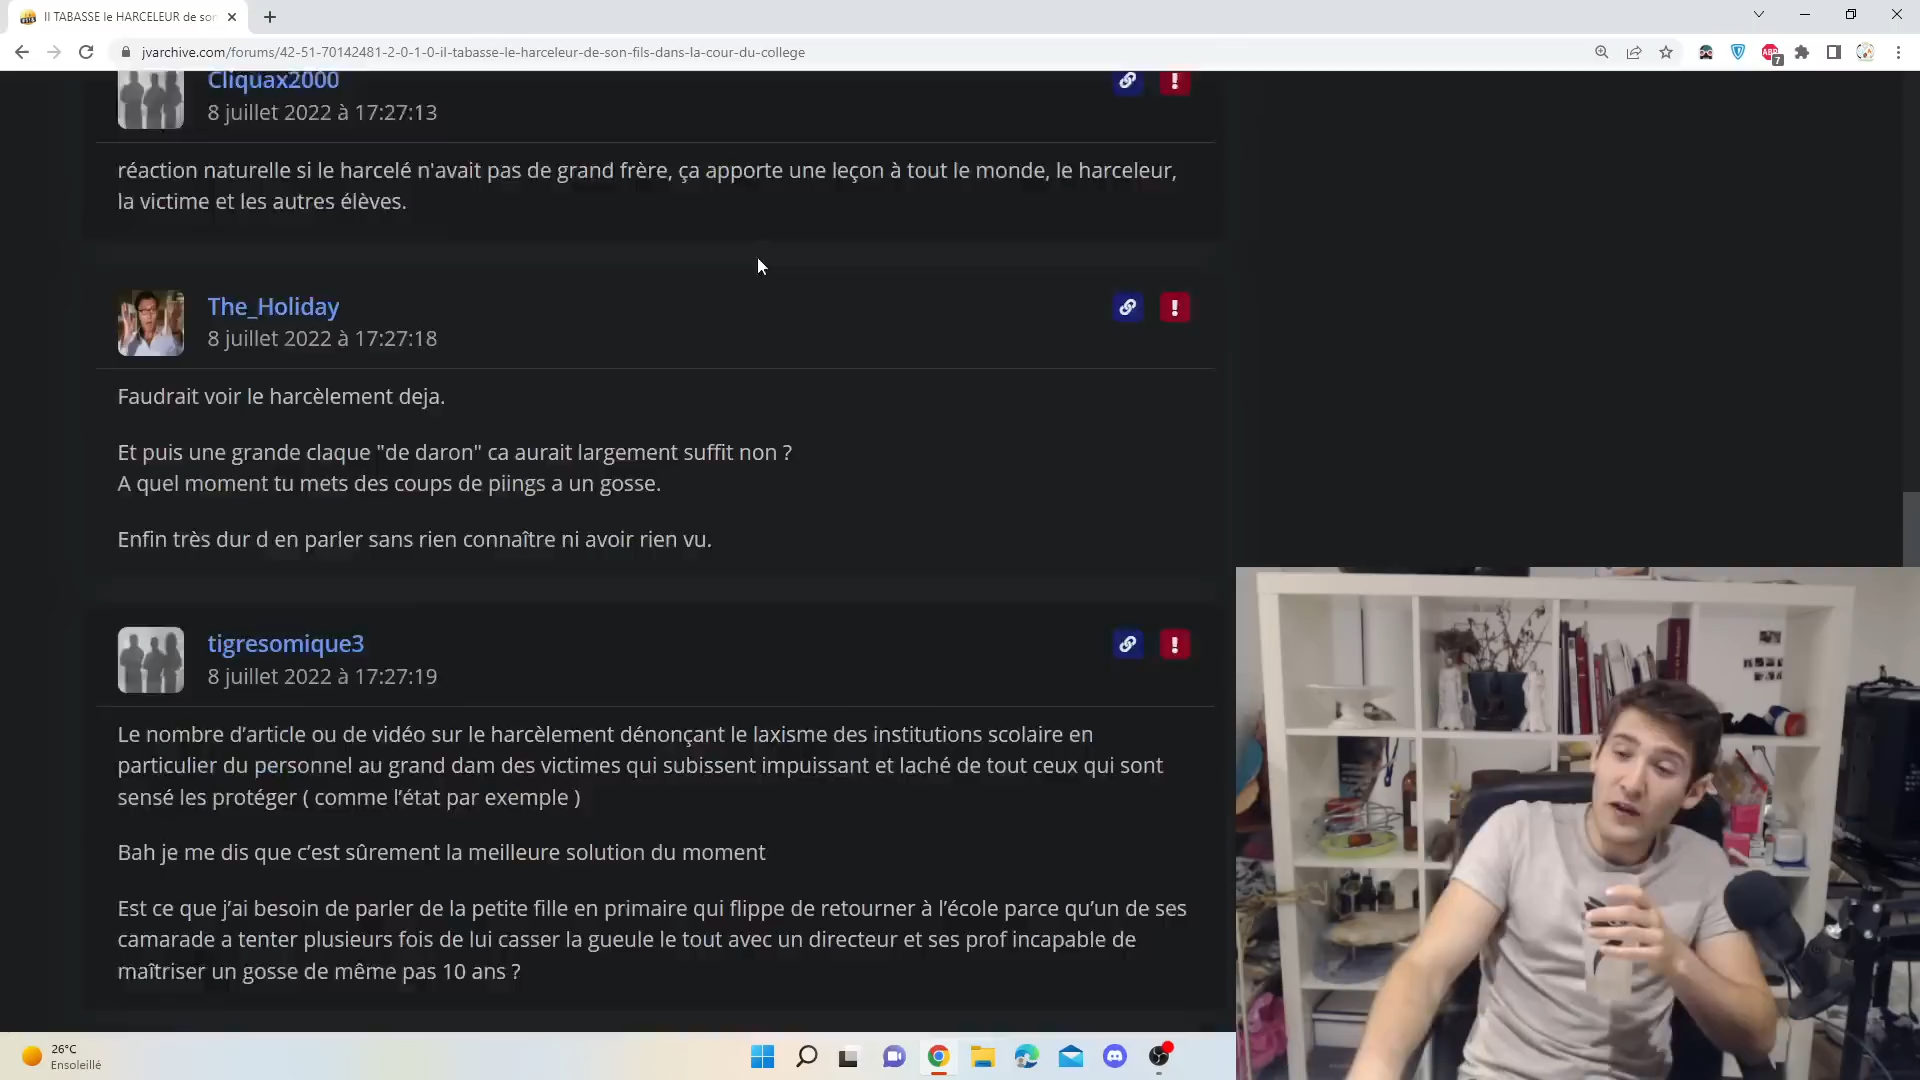 Il TABASSE le HARCELEUR de so
jvarchive.com/forums/42-51-70142481-2-0-1-0-il-tabasse-le-harceleur-de-son-fils-dans-la-cour-du-college
ABP
7
Cliquax2000
8 juillet 2022 à 17:27:13
réaction naturelle si le harcelé n'avait pas de grand frère, ça apporte une leçon à tout le monde, le harceleur,
la victime et les autres élèves.
The_Holiday
8 juillet 2022 à 17:27:18
Faudrait voir le harcèlement deja.
Et puis une grande claque "de daron" ca aurait largement suffit non ?
A quel moment tu mets des coups de piings a un gosse.
Enfin très dur d en parler sans rien connaître ni avoir rien vu.
tigresomique3
8 juillet 2022 à 17:27:19
Le nombre d’article ou de vidéo sur le harcèlement dénonçant le laxisme des institutions scolaire en
particulier du personnel au grand dam des victimes qui subissent impuissant et laché de tout ceux qui sont
sensé les protéger ( comme l’état par exemple )
Bah je me dis que c’est sûrement la meilleure solution du moment
Est ce que j’ai besoin de parler de la petite fille en primaire qui flippe de retourner à l’école parce qu’un de ses
camarade a tenter plusieurs fois de lui casser la gueule le tout avec un directeur et ses prof incapable de
maîtriser un gosse de même pas 10 ans ?
26°C
Ensoleillé